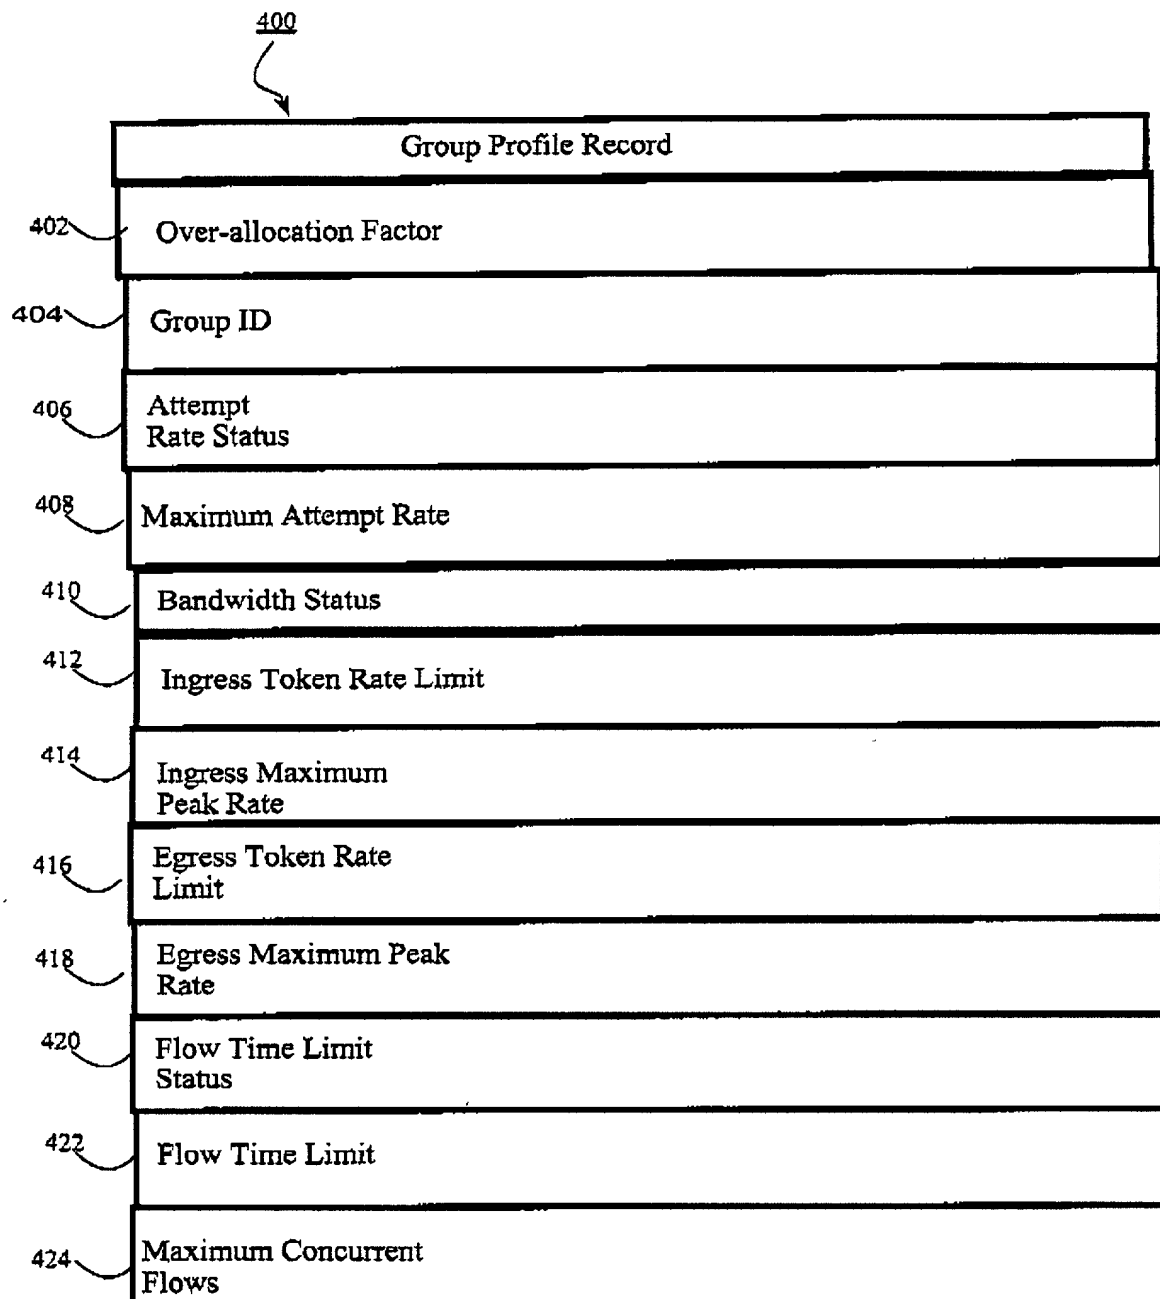 400
Group Profile Record
402 Over-allocation Factor
404 Group ID
406 Attempt
Rate Status
408 Maximum Attempt Rate
410 Bandwidth Status
412 Ingress Token Rate Limit
414 Ingress Maximum
Peak Rate
416 Egress Token Rate
Limit
418 Egress Maximum Peak
Rate
420 Flow Time Limit
Status
422 Flow Time Limit
424 Maximum Concurrent
Flows